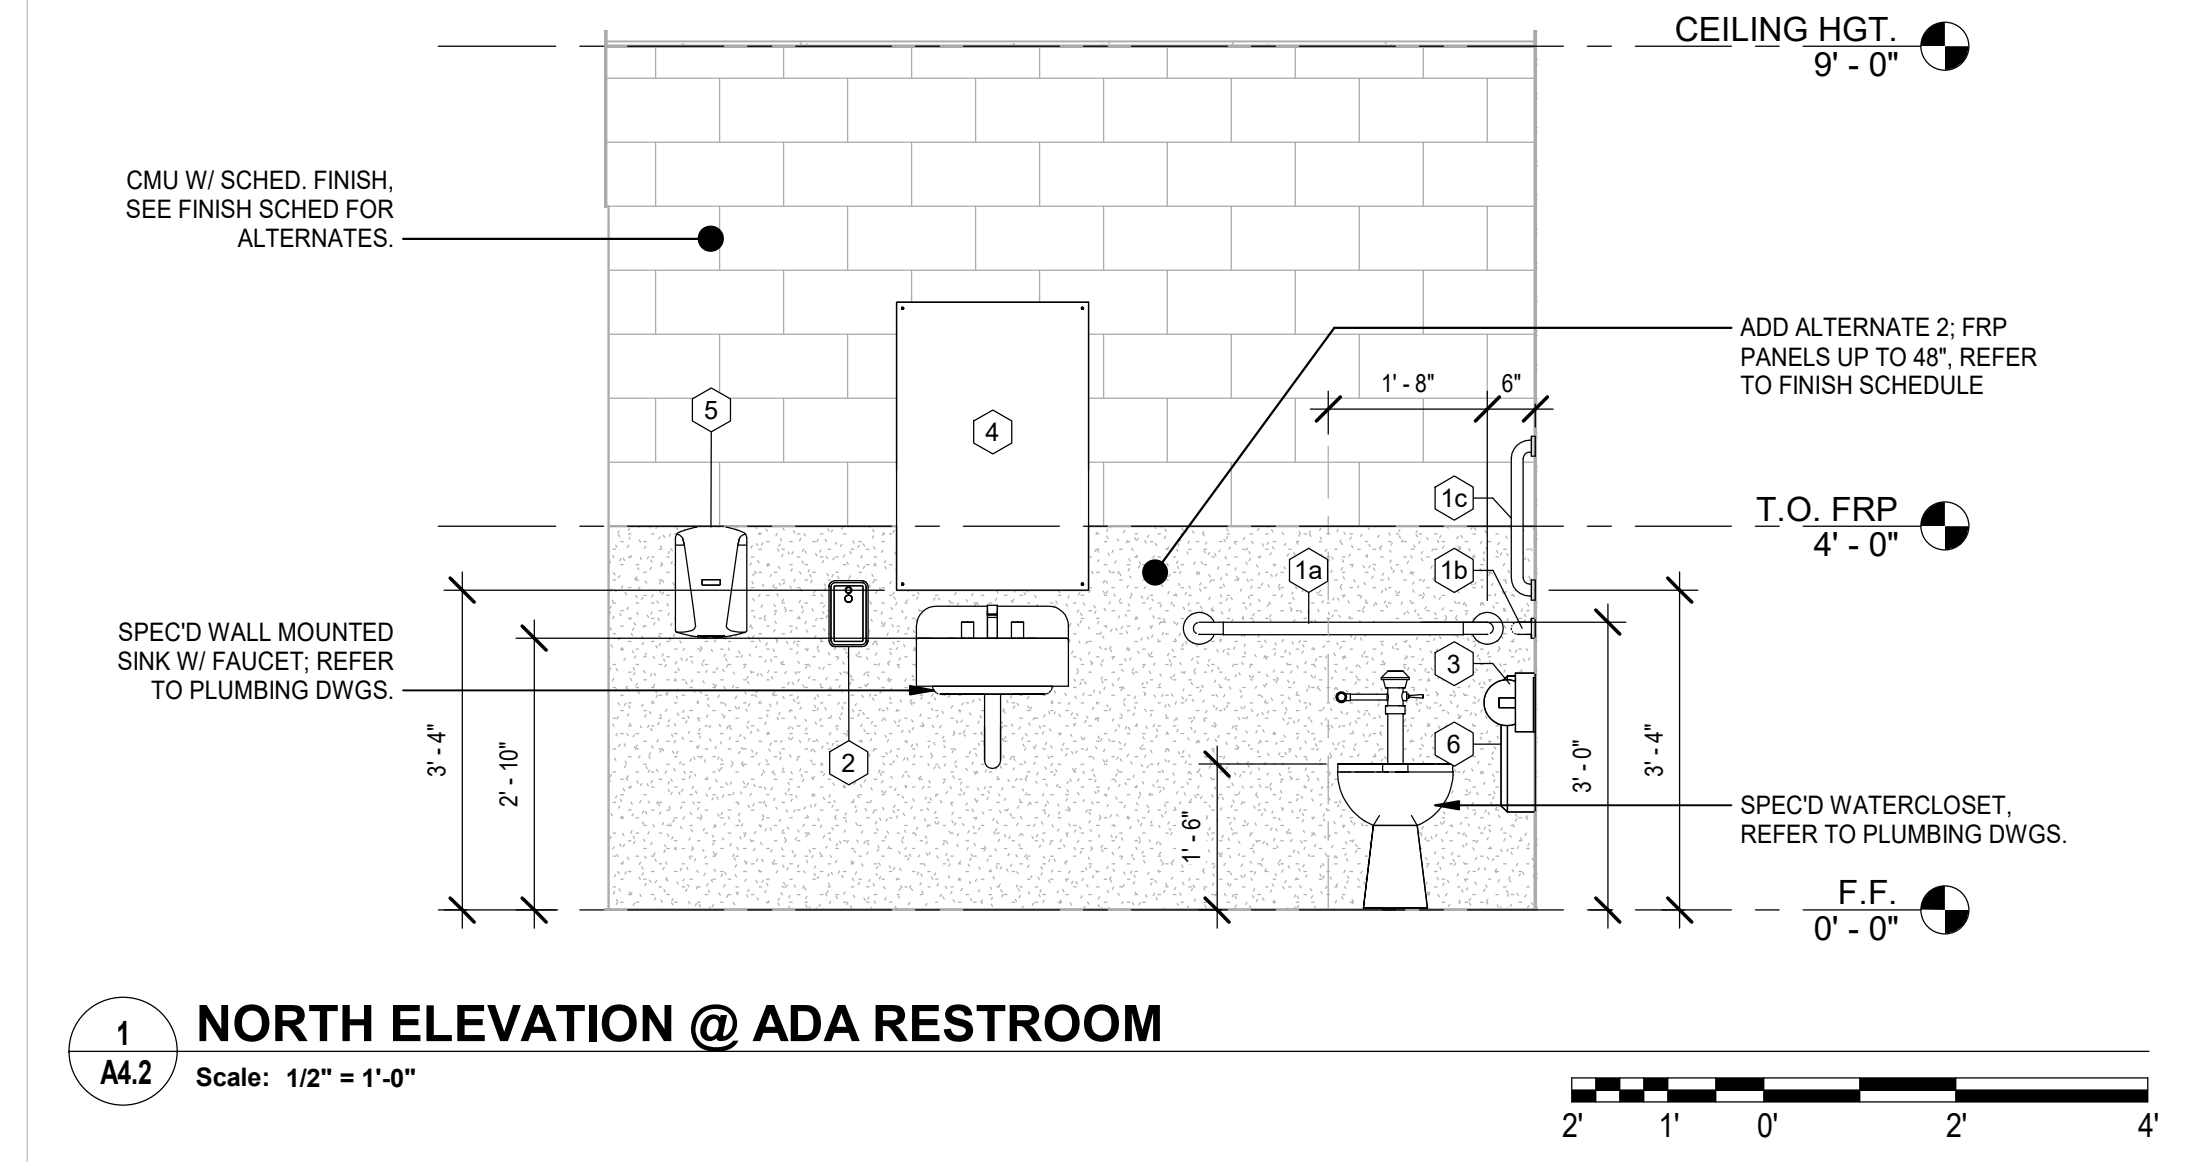 CEILING HGT.
9' - 0"
CMU W/ SCHED. FINISH,
SEE FINISH SCHED FOR
ALTERNATES.
ADD ALTERNATE 2; FRP
PANELS UP TO 48", REFER
TO FINISH SCHEDULE
1' - 8"
6"
5
4
1c
T.O. FRP
4' - 0"
1a
1b
SPEC'D WALL MOUNTED
SINK W/ FAUCET; REFER
TO PLUMBING DWGS.
3
2
6
3' - 4"
2' - 10"
1' - 6"
3' - 0"
3' - 4"
SPEC'D WATERCLOSET,
REFER TO PLUMBING DWGS.
F.F.
0' - 0"
1
A4.2
NORTH ELEVATION @ ADA RESTROOM
Scale: 1/2" = 1'-0"
2' 1' 0' 2' 4'